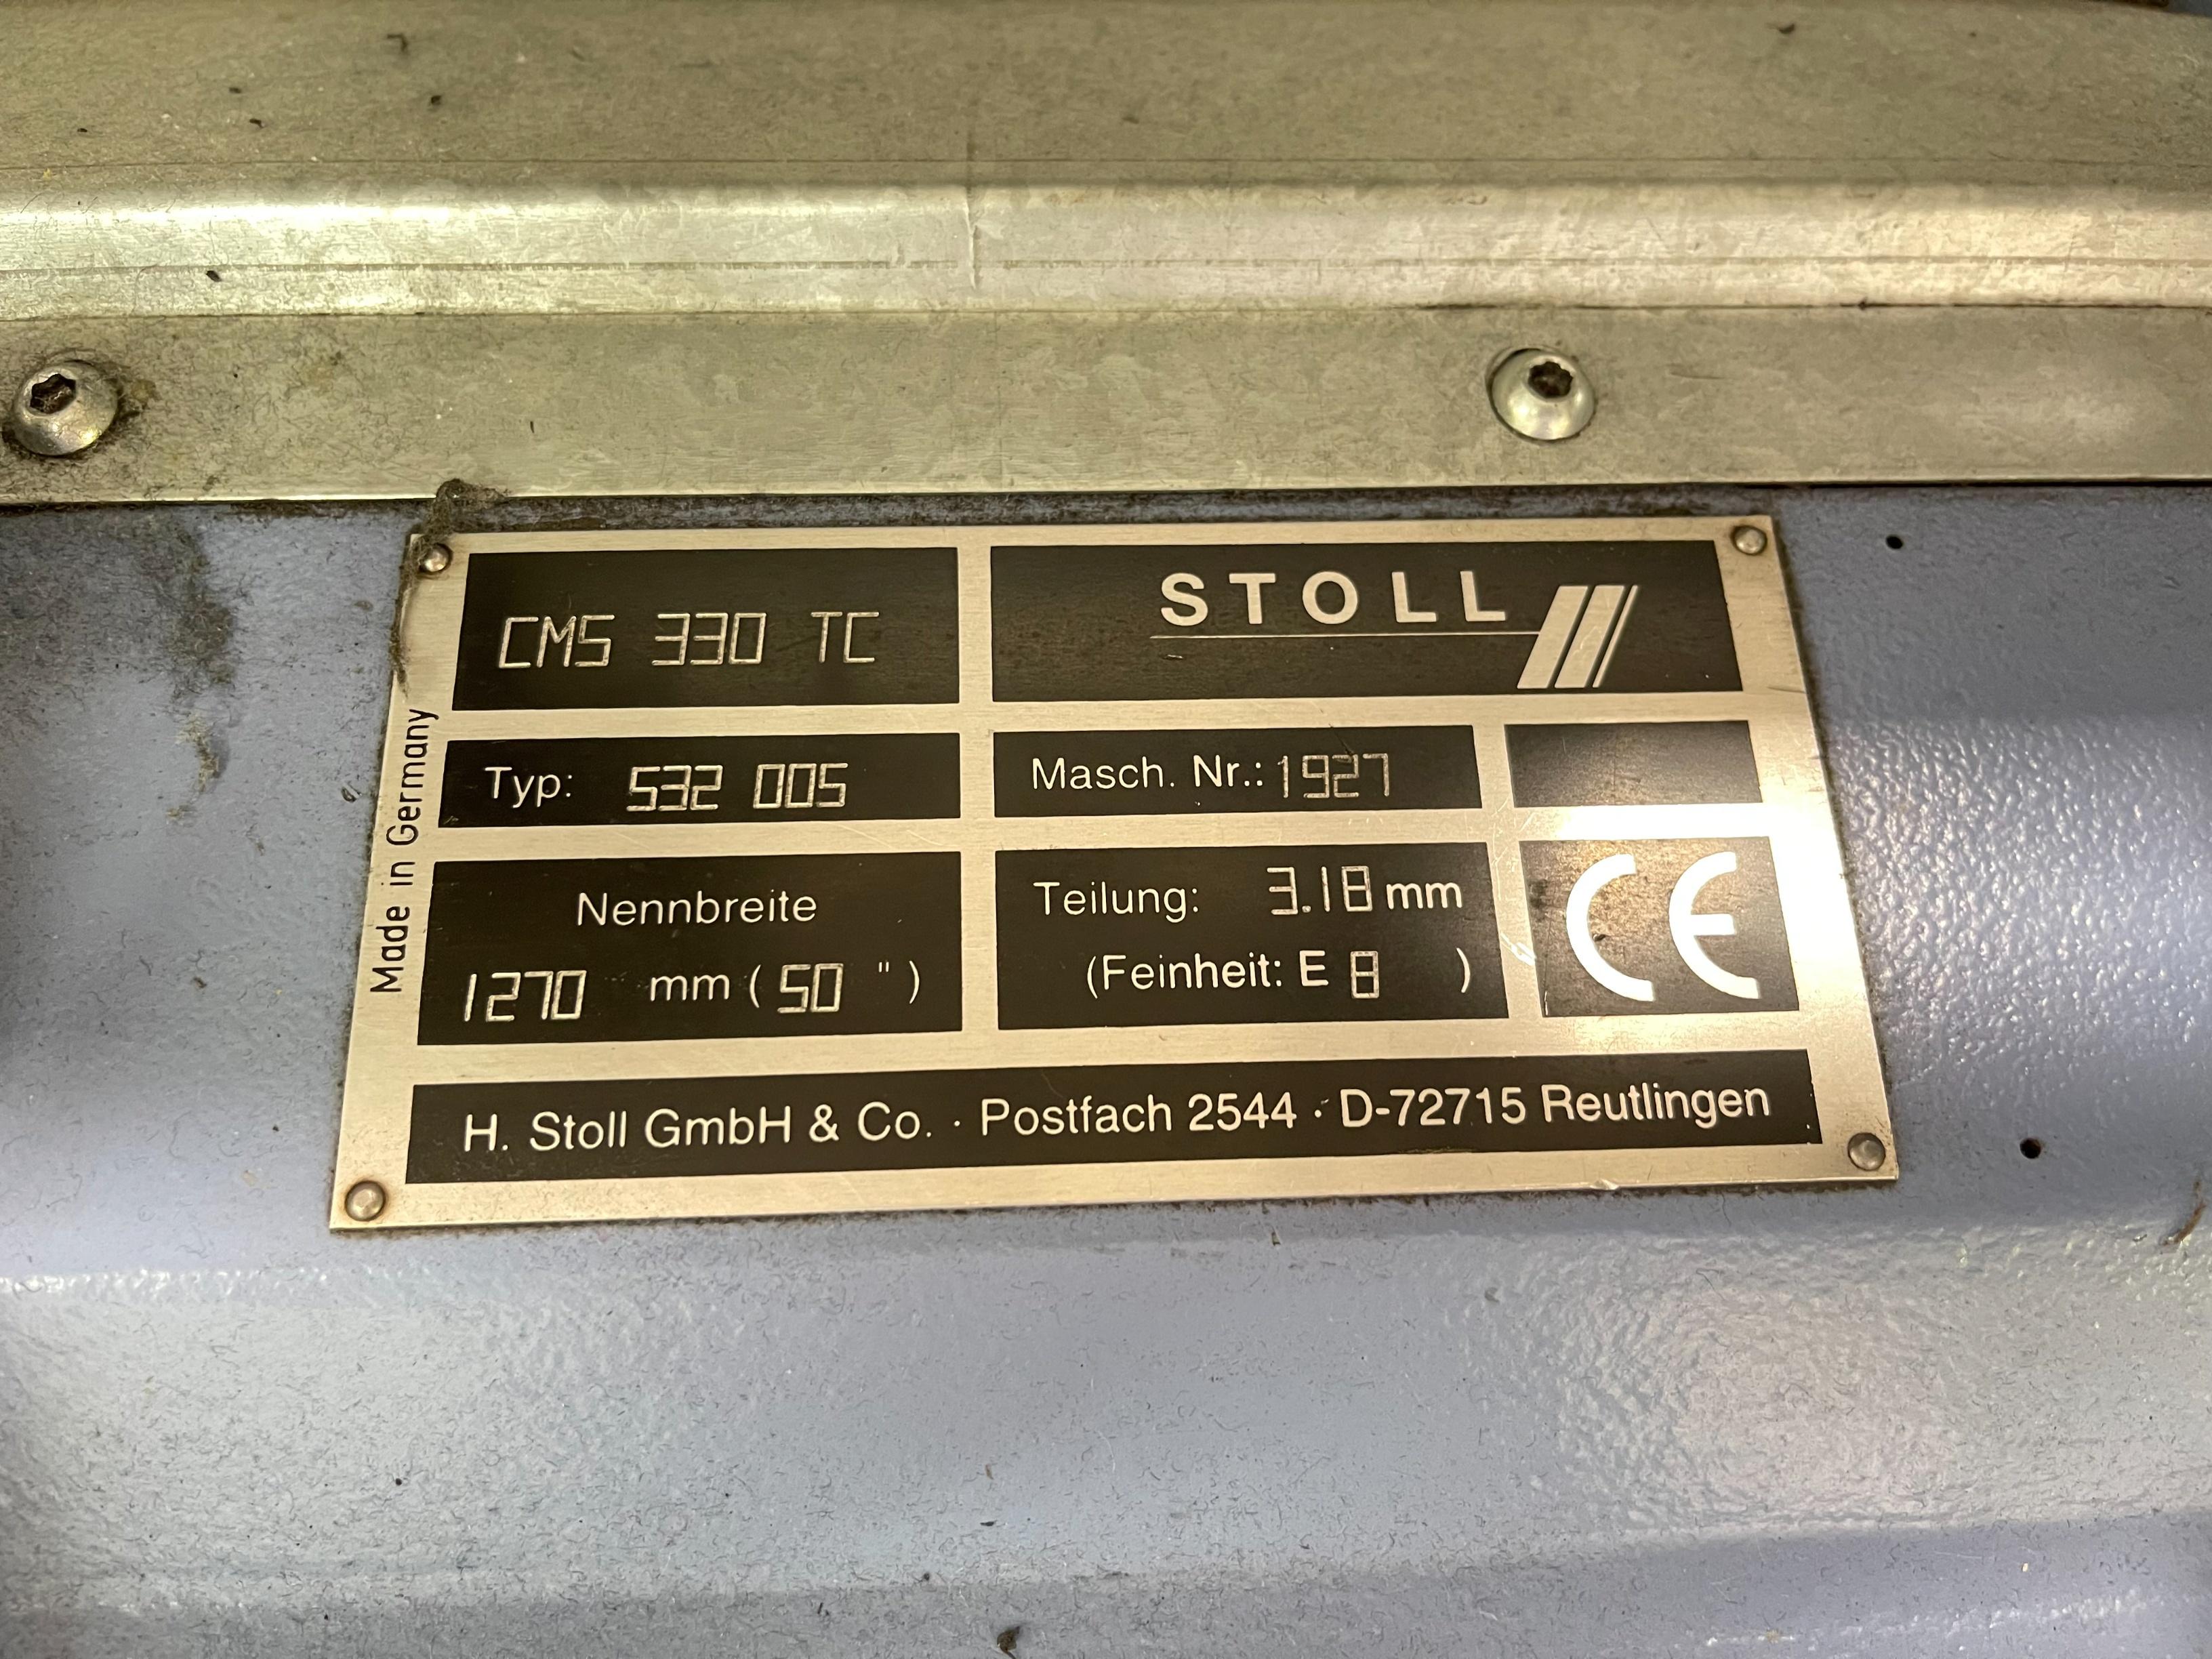 CMS 330 TC
STOLL
Typ: 532 005
Masch. Nr.: 1927
Nennbreite
1270 mm ( 50 " )
Teilung: 3.18 mm
(Feinheit: E 8 )
CE
H. Stoll GmbH & Co. · Postfach 2544 · D-72715 Reutlingen
Made in Germany